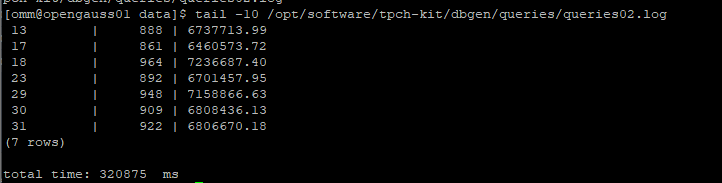 [omm@opengauss01 data]$ tail -10 /opt/software/tpch-kit/dbgen/queries/queries02.log
13 | 888 | 6737713.99
17 | 861 | 6460573.72
18 | 964 | 7236687.40
23 | 892 | 6701457.95
29 | 948 | 7158866.63
30 | 909 | 6808436.13
31 | 922 | 6806670.18
(7 rows)
total time: 320875 ms